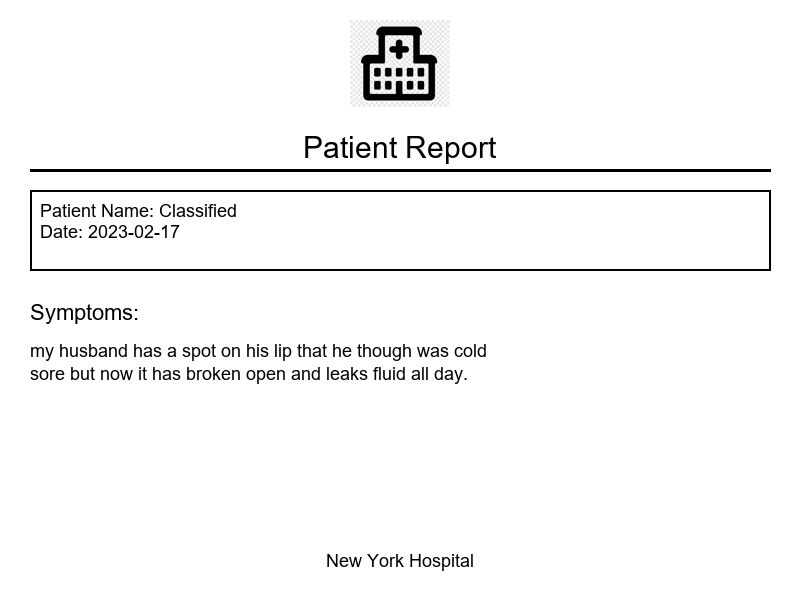 Patient Report
Patient Name: Classified
Date: 2023-02-17
Symptoms:
my husband has a spot on his lip that he though was cold
sore but now it has broken open and leaks fluid all day.
New York Hospital